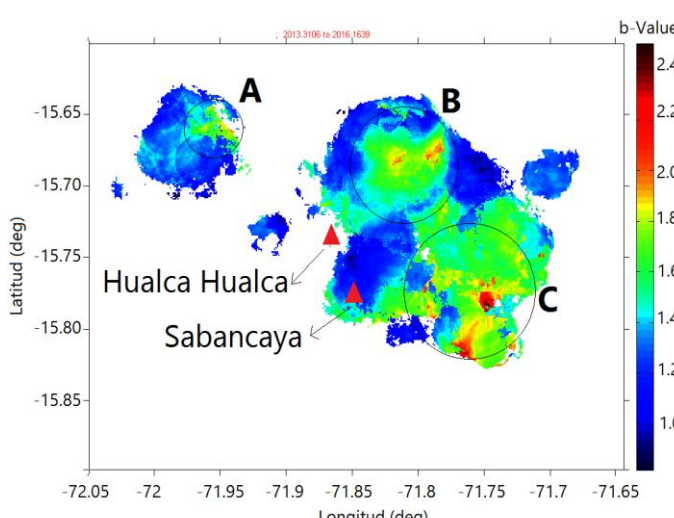 ; 2013.3106 to 2016.1639
b-Value
A
B
C
Hualca Hualca
Sabancaya
Latitud (deg)
-15.65
-15.70
-15.75
-15.80
-15.85
-72.05 -72 -71.95 -71.9 -71.85 -71.8 -71.75 -71.7 -71.65
Longitud (deg)
2.4
2.2
2.0
1.8
1.6
1.4
1.2
1.0